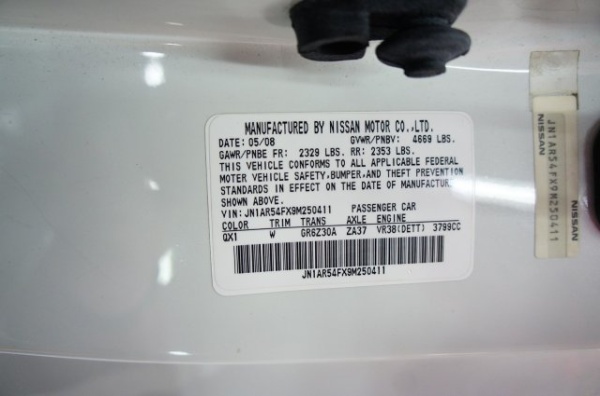 MANUFACTURED BY NISSAN MOTOR CO.,LTD.
DATE: 05/08 GVWR/PNBV: 4669 LBS.
GAWR/PNBE FR: 2329 LBS. RR: 2353 LBS.
THIS VEHICLE CONFORMS TO ALL APPLICABLE FEDERAL
MOTOR VEHICLE SAFETY,BUMPER,AND THEFT PREVENTION
STANDARDS IN EFFECT ON THE DATE OF MANUFACTURE
SHOWN ABOVE.
VIN: JN1AR54FX9M250411 PASSENGER CAR
COLOR TRIM TRANS AXLE ENGINE
QX1 W GR6Z30A ZA37 VR38(DETT) 3799CC
JN1AR54FX9M250411
NISSAN
JN1AR54FX9M250411
NISSAN NISSAN